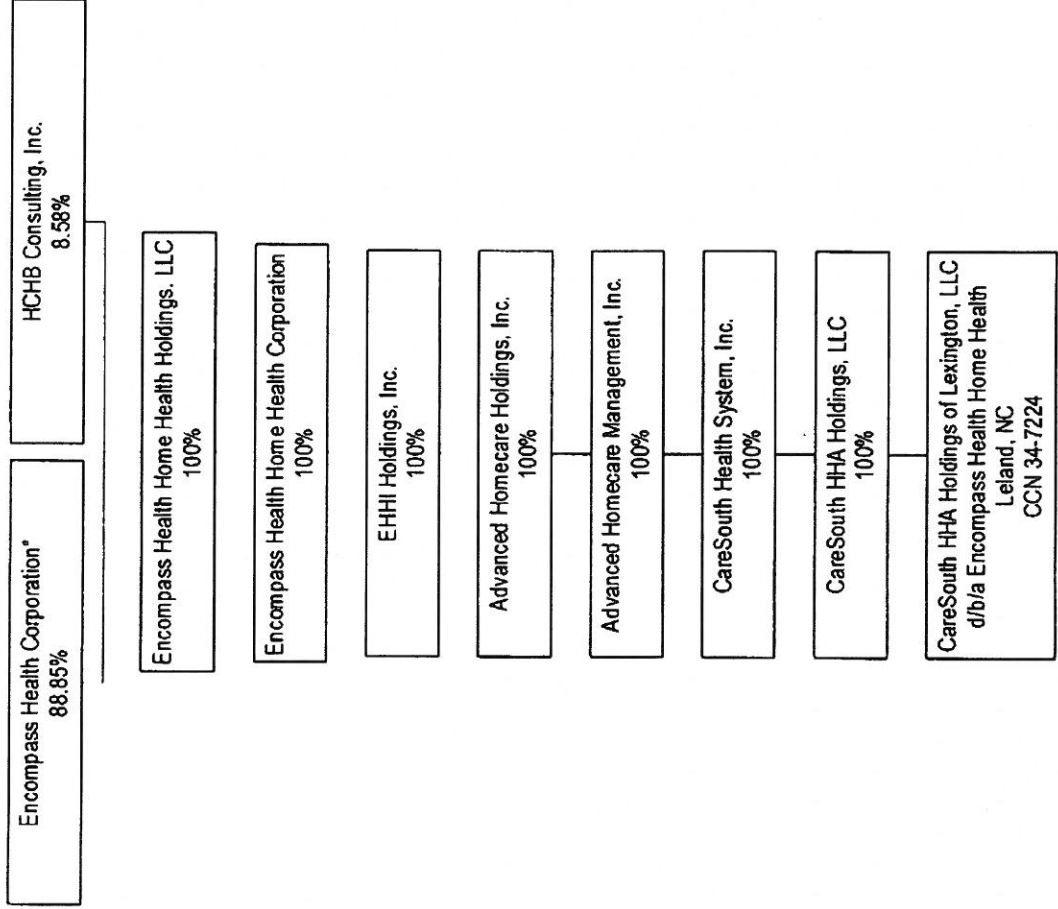 Encompass Health Corporation*
88.85%
HCHB Consulting, Inc.
8.58%
Encompass Health Home Health Holdings, LLC
100%
Encompass Health Home Health Corporation
100%
EHHI Holdings, Inc.
100%
Advanced Homecare Holdings, Inc.
100%
Advanced Homecare Management, Inc.
100%
CareSouth Health System, Inc.
100%
CareSouth HHA Holdings, LLC
100%
CareSouth HHA Holdings of Lexington, LLC
d/b/a Encompass Health Home Health
Leland, NC
CCN 34-7224